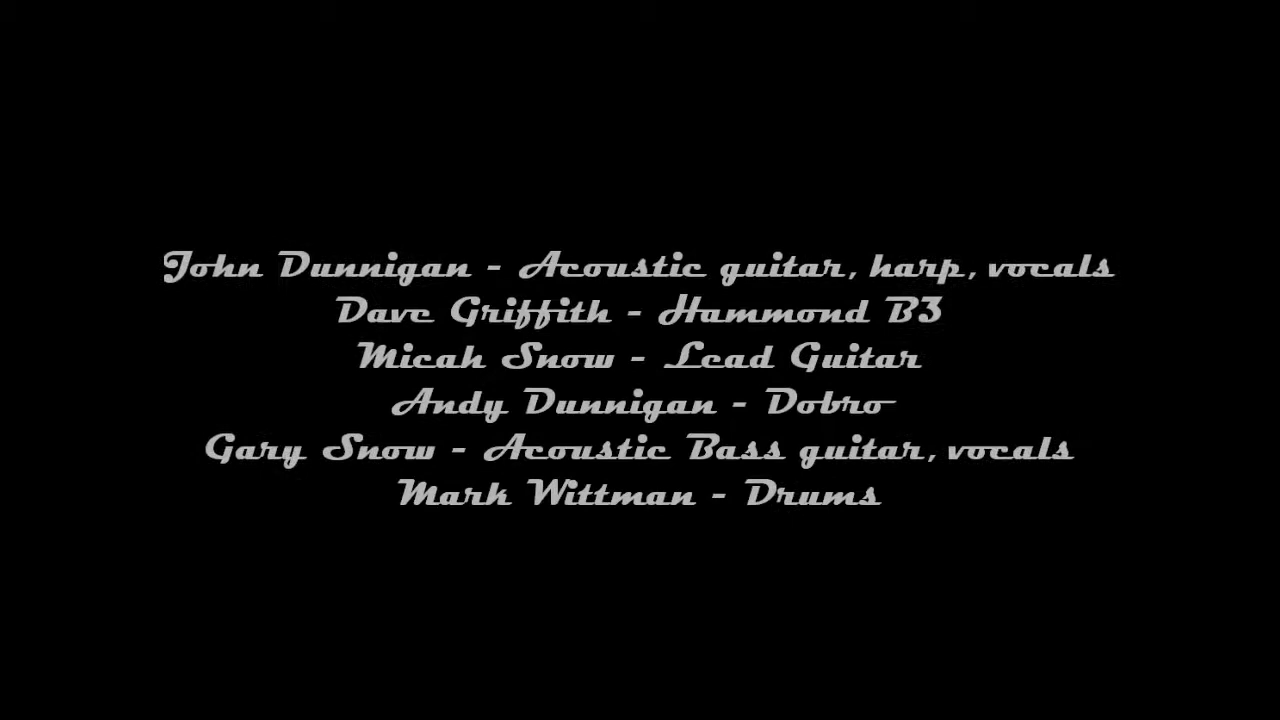 John Dunnigan - Acoustic guitar, harp, vocals
Dave Griffith - Hammond B3
Micah Snow - Lead Guitar
Andy Dunnigan - Dobro
Gary Snow - Acoustic Bass guitar, vocals
Mark Wittman - Drums